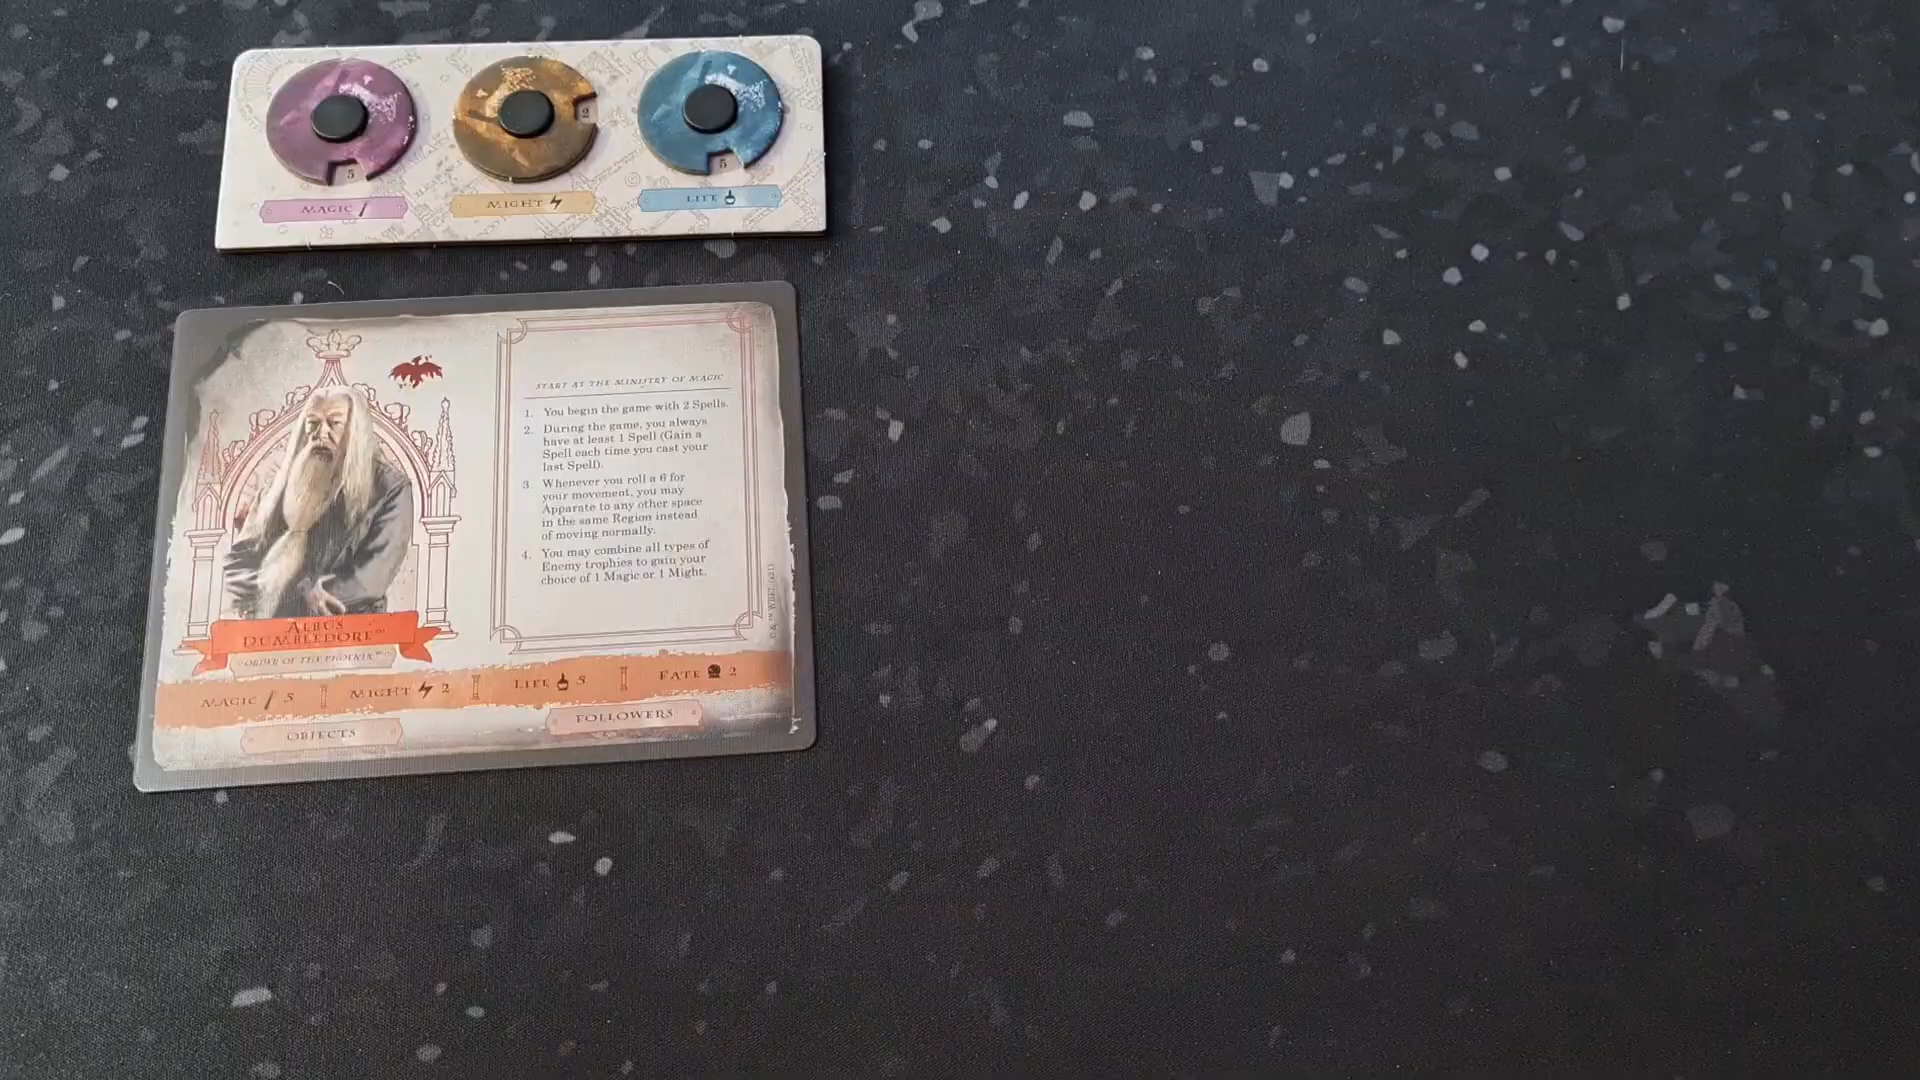 5
2
5
MAGIC
MIGHT
LIFE
START AT THE MINISTRY OF MAGIC
1. You begin the game with 2 Spells.
2. During the game, you always
have at least 1 Spell (Gain a
Spell each time you cast your
last Spell).
3. Whenever you roll a 6 for
your movement, you may
Apparate to any other space
in the same Region instead
of moving normally.
4. You may combine all types of
Enemy trophies to gain your
choice of 1 Magic or 1 Might.
ALBUS
DUMBLEDORE™
ORDER OF THE PHOENIX™
MAGIC 5
MIGHT 2
LIFE 5
FATE 2
OBJECTS
FOLLOWERS